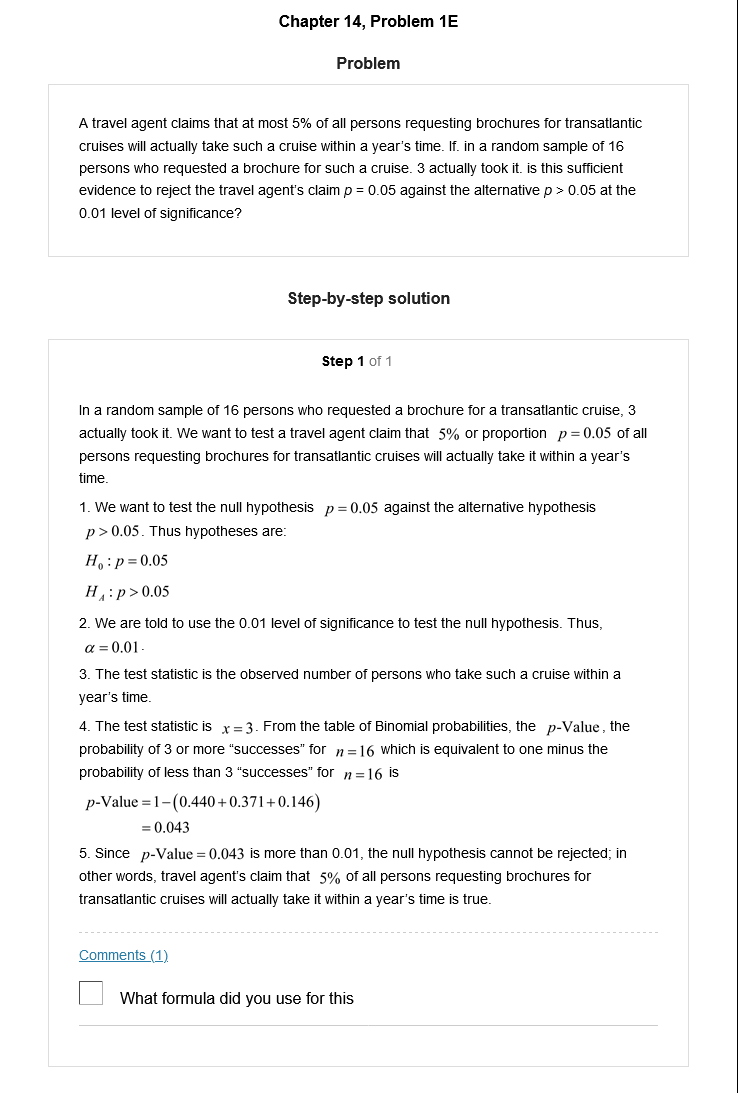 Chapter 14, Problem 1E
Problem
A travel agent claims that at most 5% of all persons requesting brochures for transatlantic
cruises will actually take such a cruise within a year's time. If. in a random sample of 16
persons who requested a brochure for such a cruise. 3 actually took it. is this sufficient
evidence to reject the travel agent's claim p = 0.05 against the alternative p > 0.05 at the
0.01 level of significance?
Step-by-step solution
Step 1 of 1
In a random sample of 16 persons who requested a brochure for a transatlantic cruise, 3
actually took it. We want to test a travel agent claim that 5% or proportion p = 0.05 of all
persons requesting brochures for transatlantic cruises will actually take it within a year's
time.
1. We want to test the null hypothesis p = 0.05 against the alternative hypothesis
p > 0.05. Thus hypotheses are:
H₀ : p = 0.05
H_A : p > 0.05
2. We are told to use the 0.01 level of significance to test the null hypothesis. Thus,
α = 0.01.
3. The test statistic is the observed number of persons who take such a cruise within a
year's time.
4. The test statistic is x = 3. From the table of Binomial probabilities, the p-Value, the
probability of 3 or more "successes" for n = 16 which is equivalent to one minus the
probability of less than 3 "successes" for n = 16 is
p-Value = 1 − (0.440 + 0.371 + 0.146)
= 0.043
5. Since p-Value = 0.043 is more than 0.01, the null hypothesis cannot be rejected; in
other words, travel agent's claim that 5% of all persons requesting brochures for
transatlantic cruises will actually take it within a year's time is true.
Comments (1)
What formula did you use for this